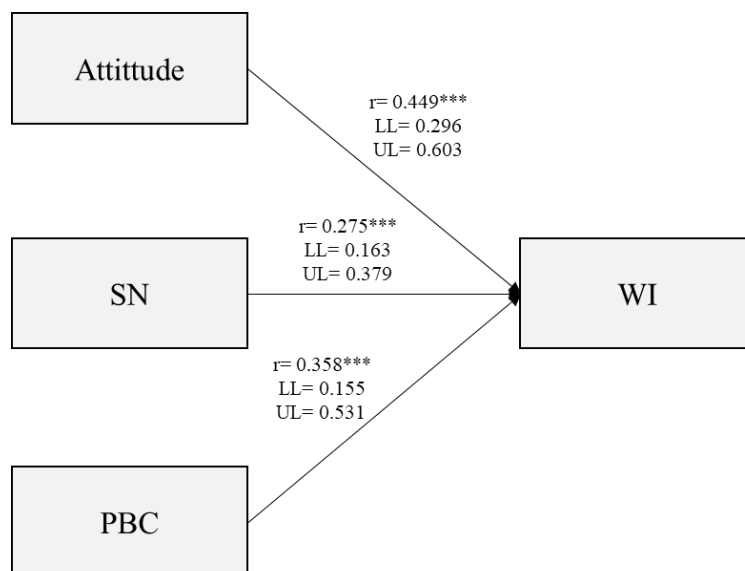 Attittude
r= 0.449***
LL= 0.296
UL= 0.603
r= 0.275***
LL= 0.163
UL= 0.379
SN
WI
r= 0.358***
LL= 0.155
UL= 0.531
PBC